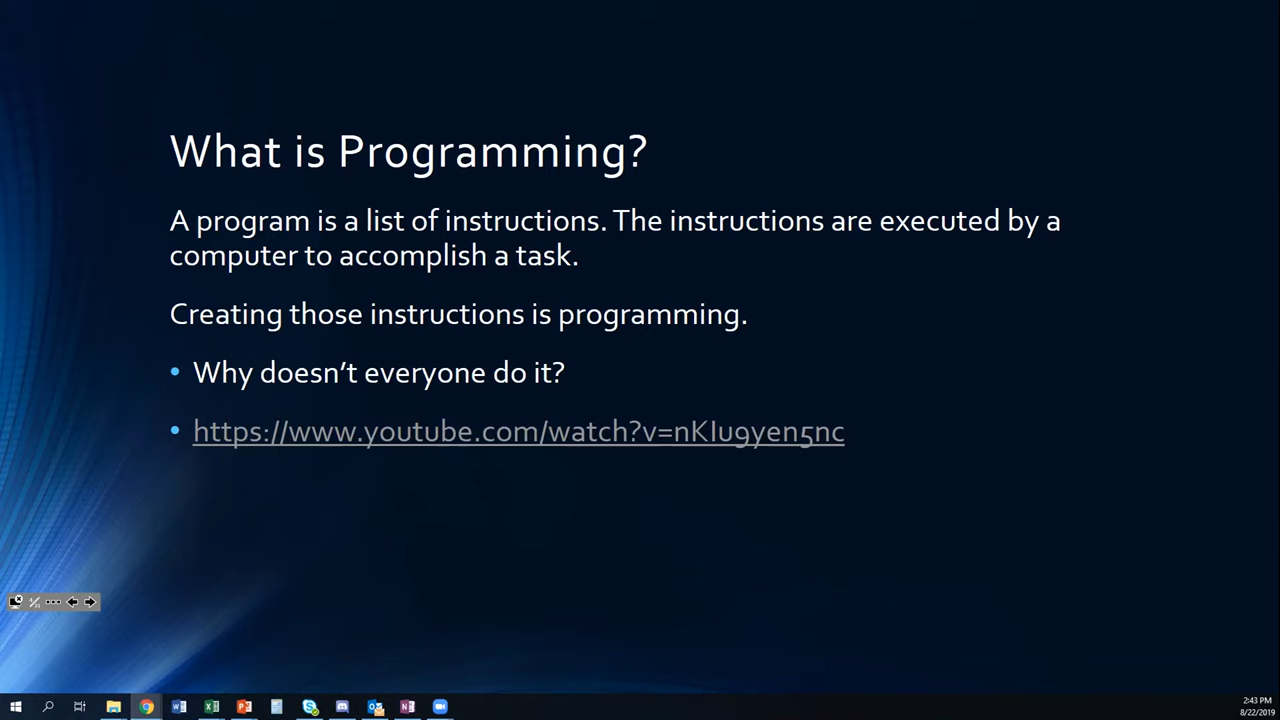 What is Programming?
A program is a list of instructions. The instructions are executed by a
computer to accomplish a task.
Creating those instructions is programming.
• Why doesn’t everyone do it?
• https://www.youtube.com/watch?v=nKIu9yen5nc
2:43 PM
8/22/2019